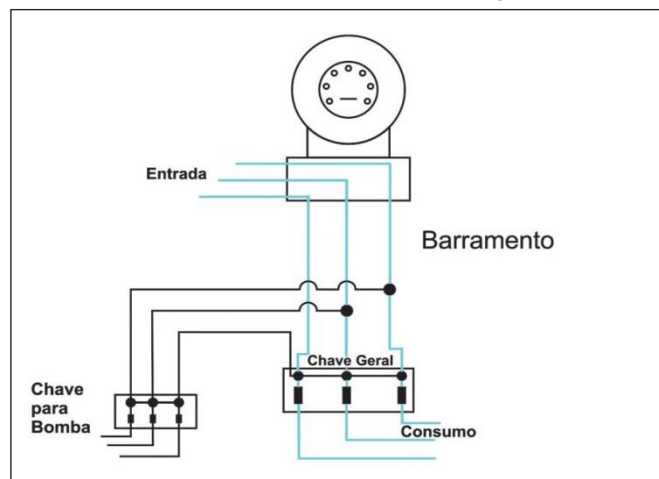 Entrada
Barramento
Chave Geral
Chave
para
Bomba
Consumo